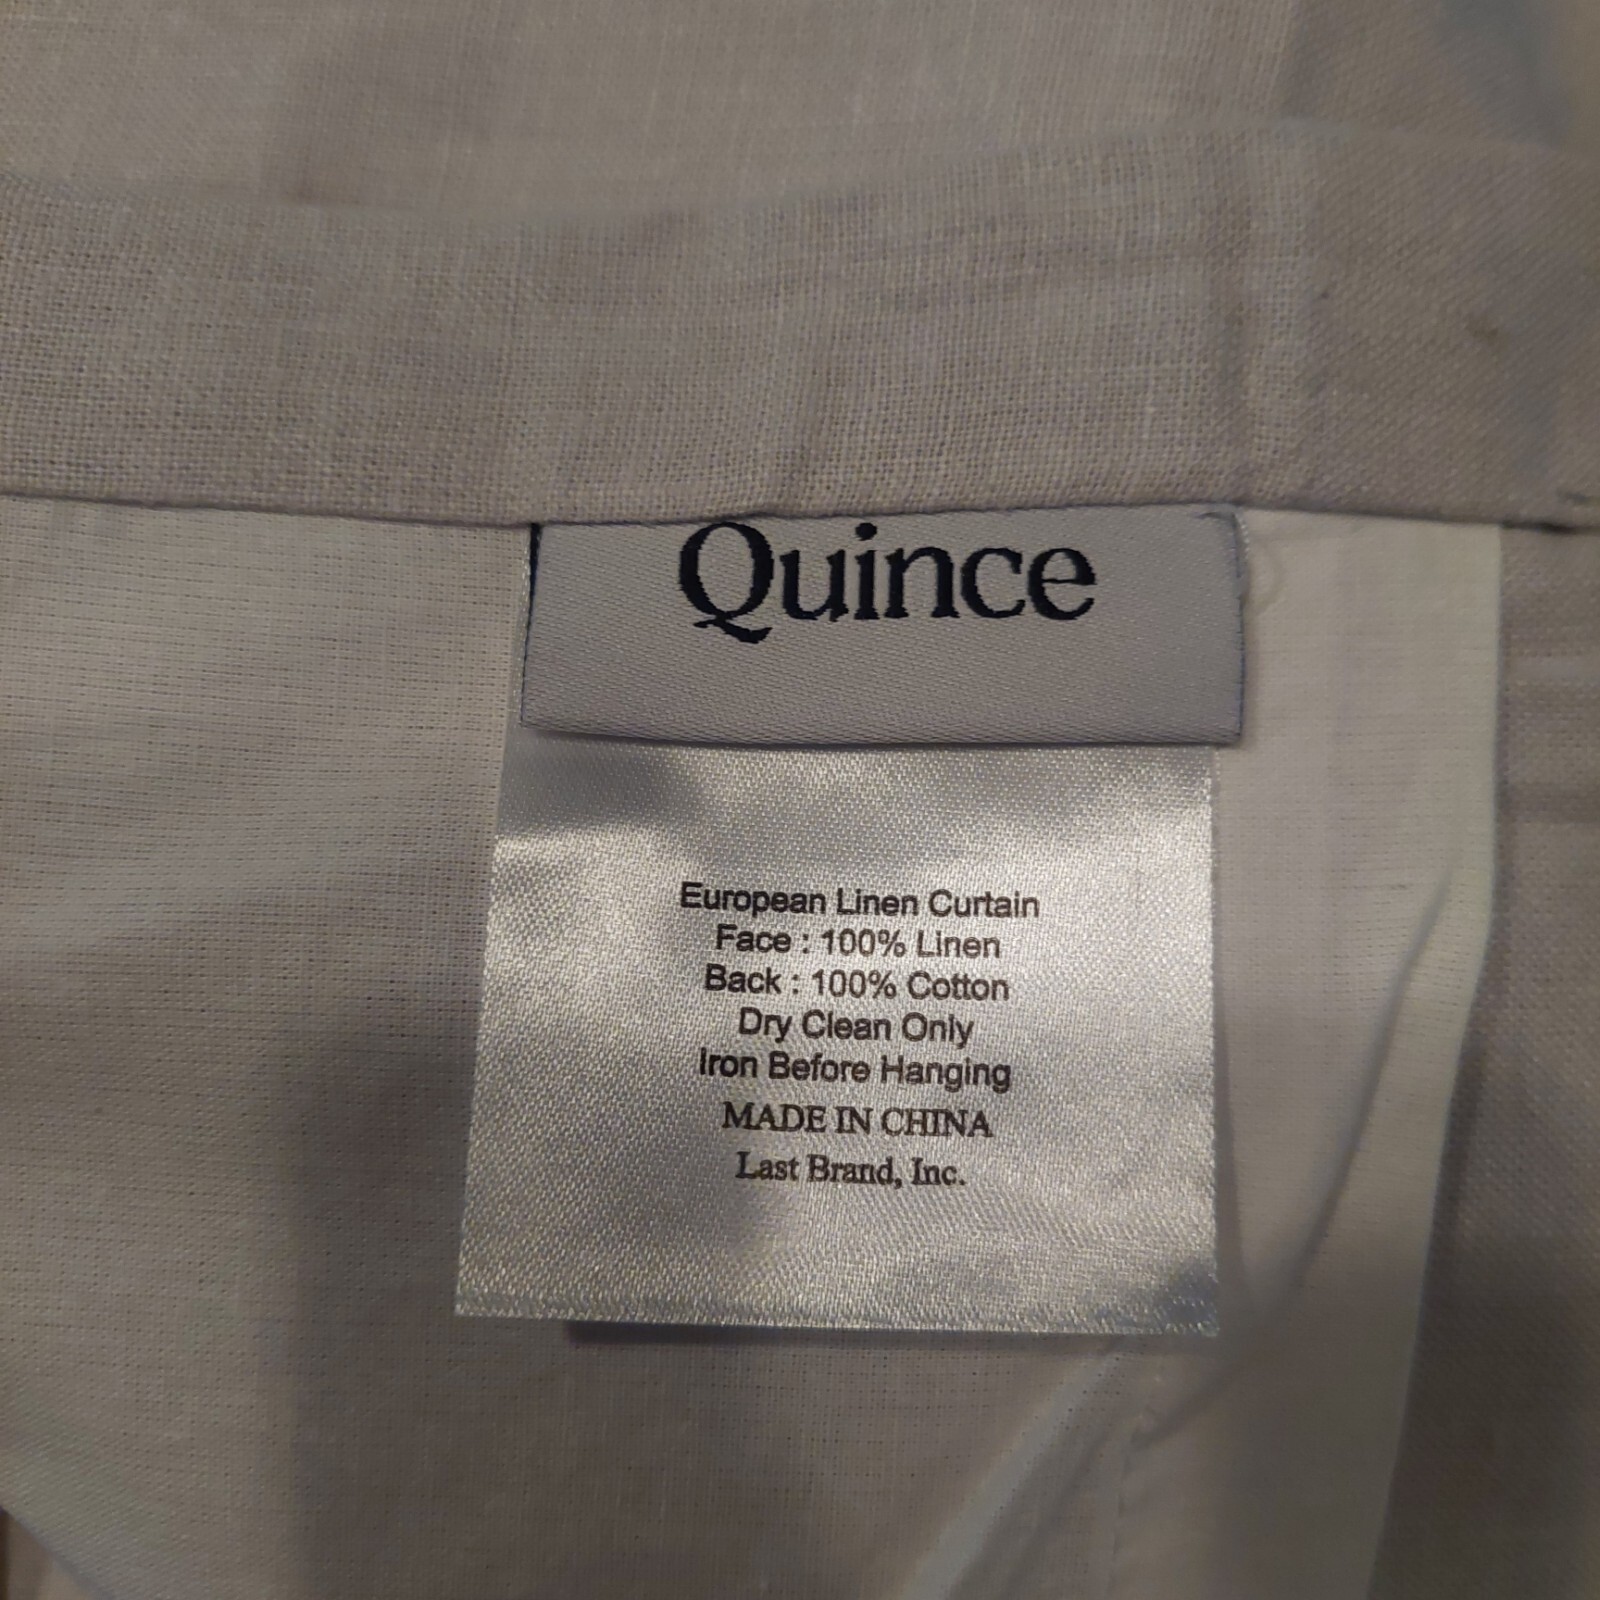 Quince
European Linen Curtain
Face : 100% Linen
Back : 100% Cotton
Dry Clean Only
Iron Before Hanging
MADE IN CHINA
Last Brand, Inc.